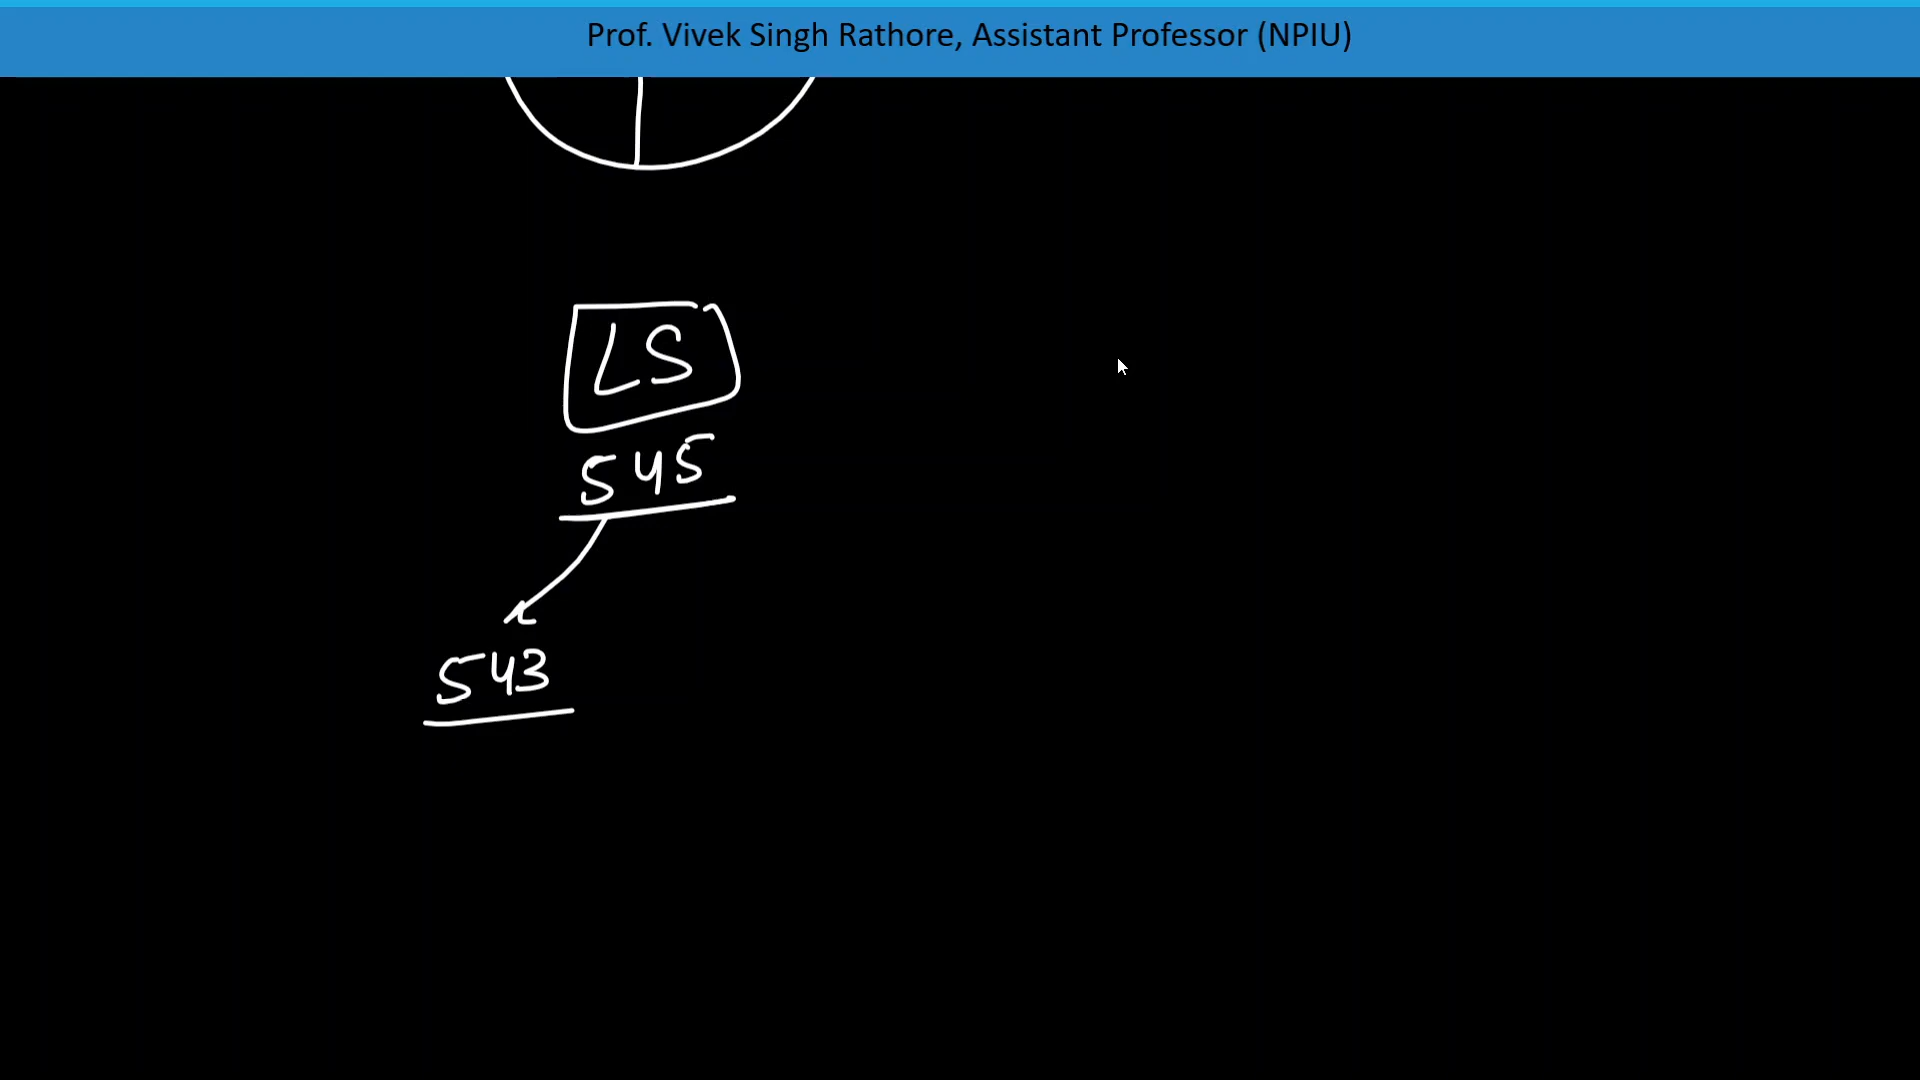 Prof. Vivek Singh Rathore, Assistant Professor (NPIU)
LS
545
543